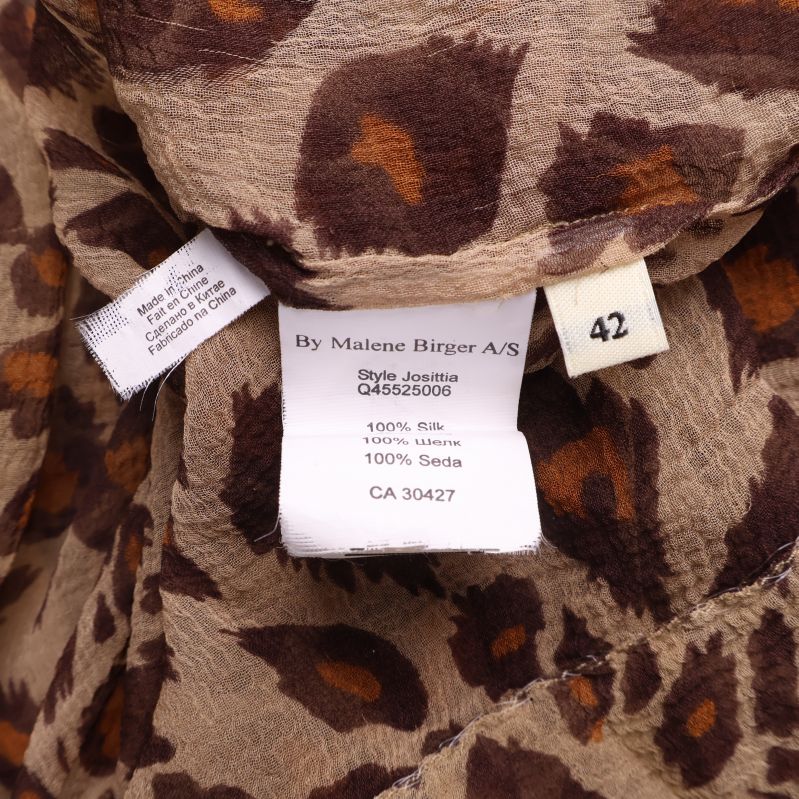 Made in China
Fait en Chine
Сделано в Китае
Fabricado na China
By Malene Birger A/S
Style Josittia
Q45525006
100% Silk
100% Шелк
100% Seda
CA 30427
42